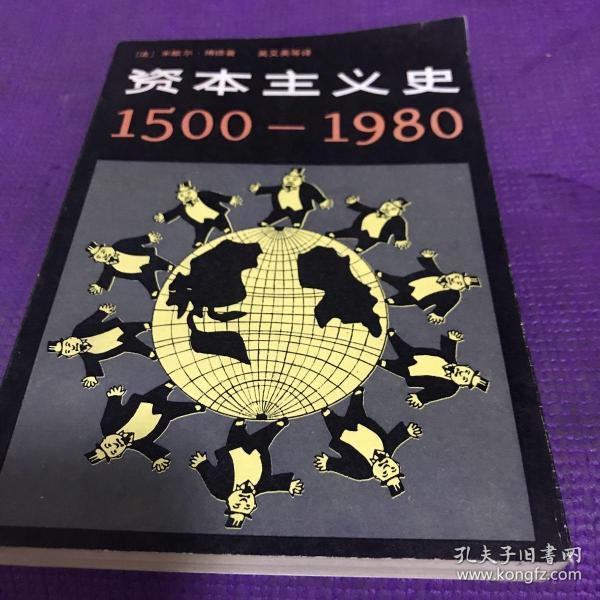 [法] 米歇尔·博德著 吴艾美等译
资本主义史
1500-1980
孔夫子旧書网
www.kongfz.com